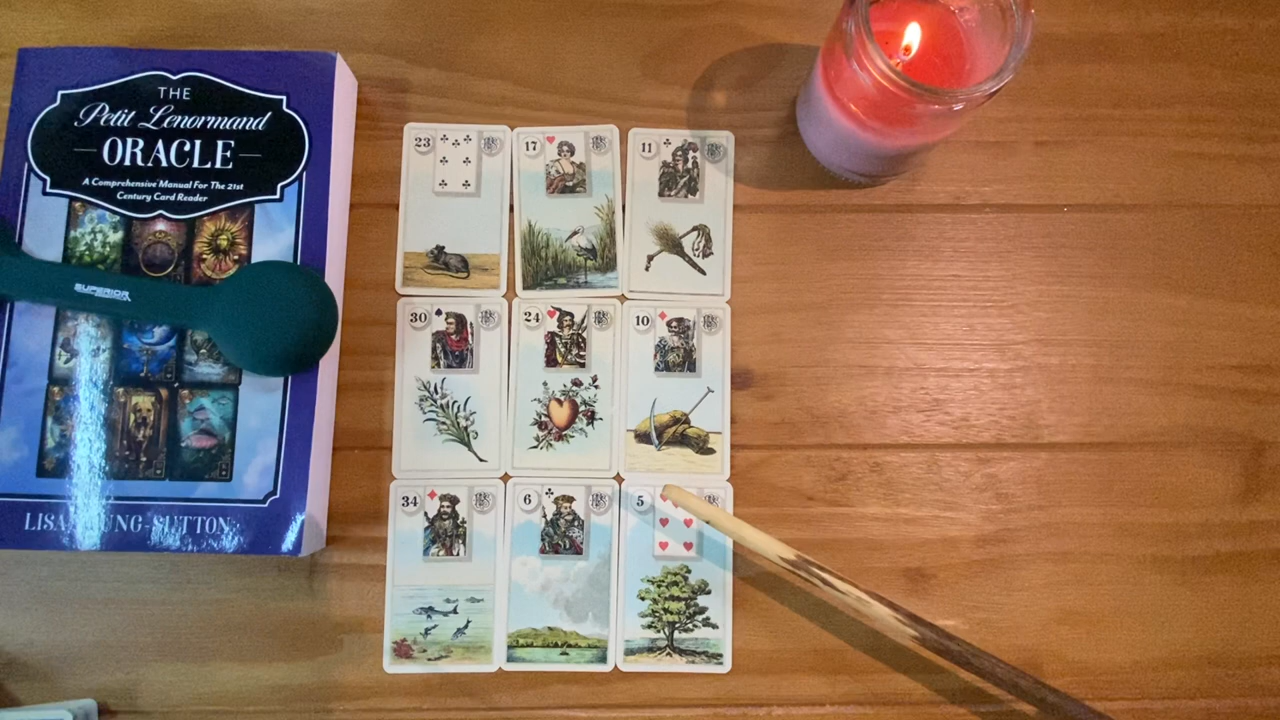 THE
Petit Lenormand
ORACLE
A Comprehensive Manual For The 21st
Century Card Reader
SUPERIOR
23
17
11
30
24
10
34
6
5